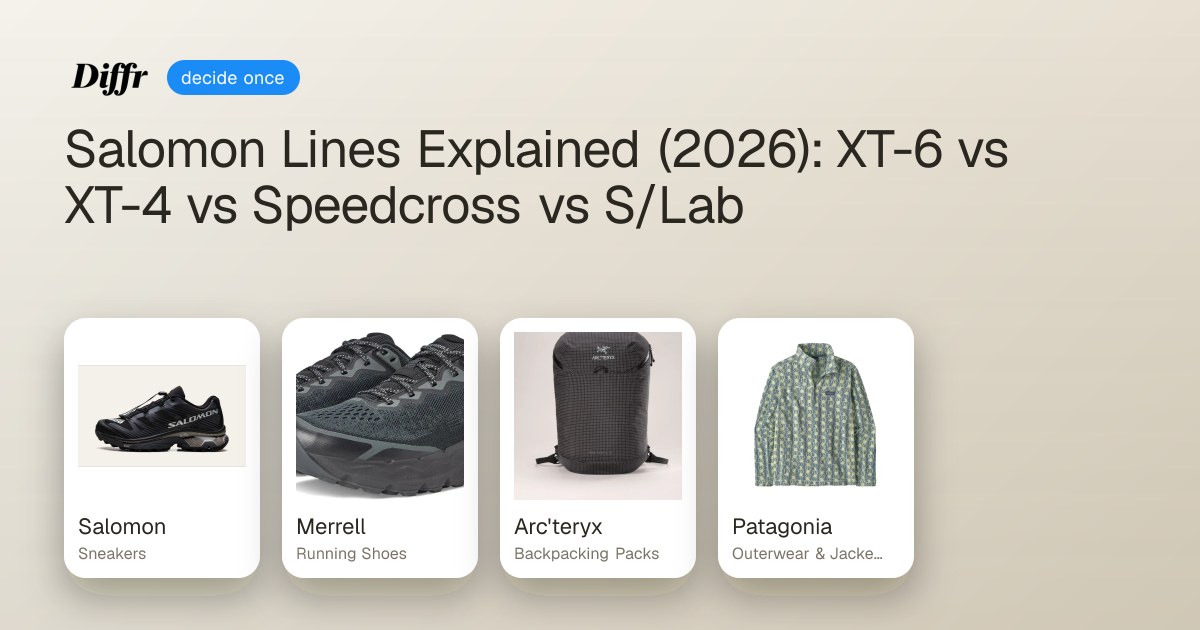 Diffr
decide once
Salomon Lines Explained (2026): XT-6 vs
XT-4 vs Speedcross vs S/Lab
SALOMON
ARC'TERYX
Salomon
Sneakers
Merrell
Running Shoes
Arc'teryx
Backpacking Packs
Patagonia
Outerwear & Jacke…